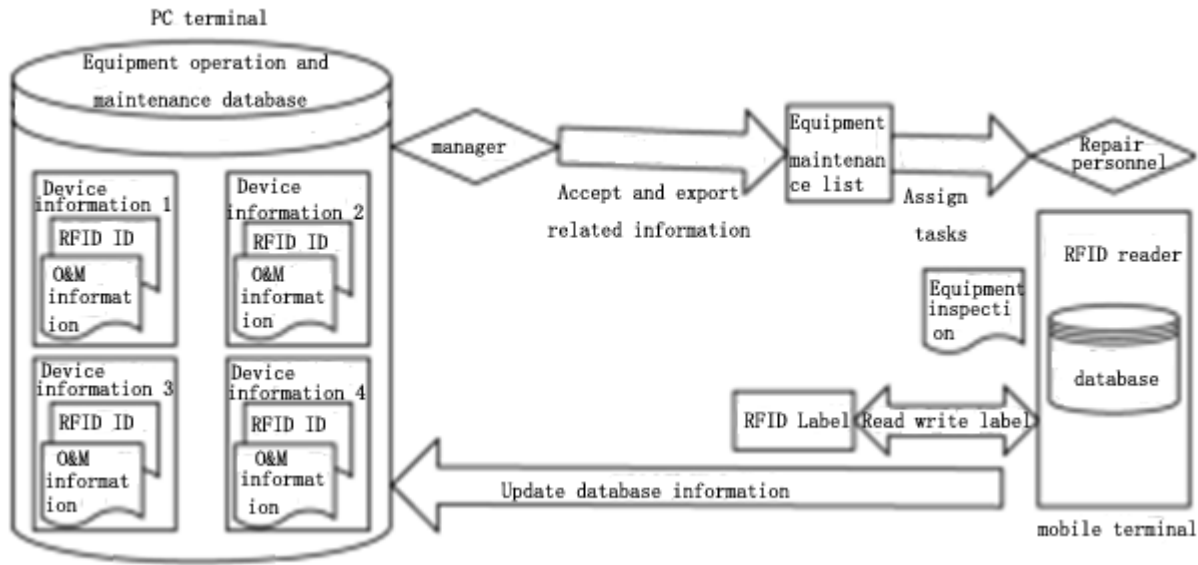 PC terminal
Equipment operation and
maintenance database
Device
information 1
RFID ID
O&M
informat
ion
Device
information 2
RFID ID
O&M
informat
ion
Device
information 3
RFID ID
O&M
informat
ion
Device
information 4
RFID ID
O&M
informat
ion
manager
Accept and export
related information
Equipment
maintenan
ce list
Assign
tasks
Repair
personnel
RFID reader
Equipment
inspecti
on
database
RFID Label
Read write label
Update database information
mobile terminal